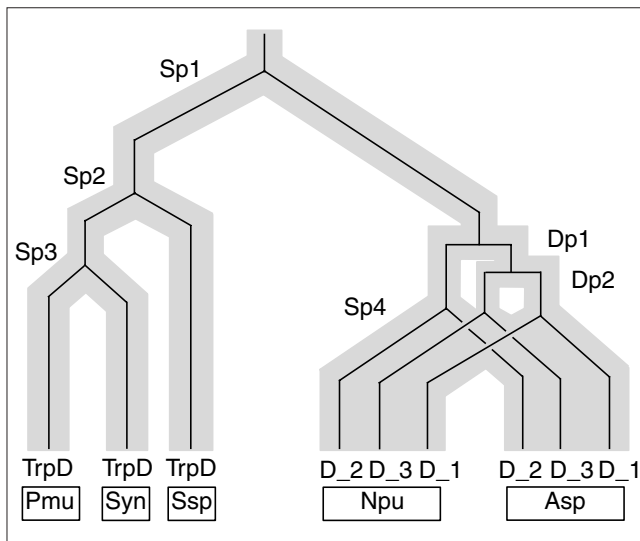 Sp1
Sp2
Dp1
Sp3
Dp2
Sp4
TrpD TrpD TrpD D_2 D_3 D_1 D_2 D_3 D_1
Pmu Syn Ssp Npu Asp